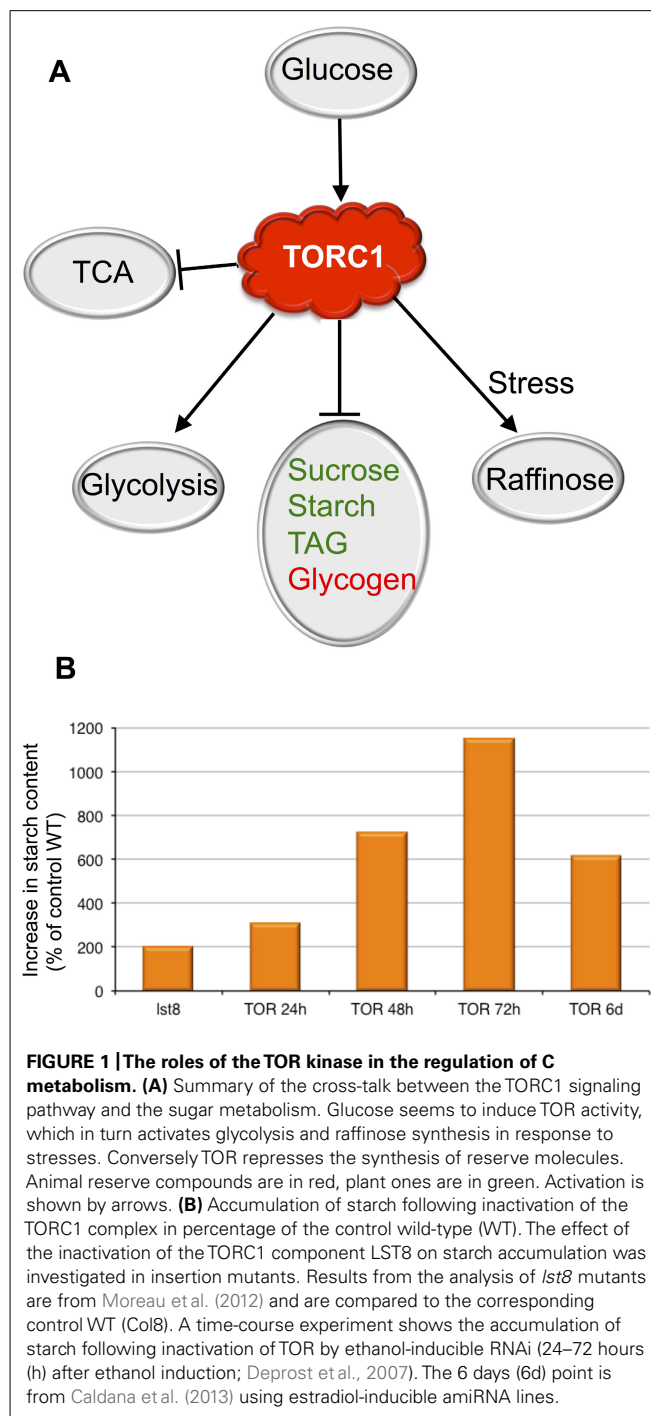 A
Glucose
TORC1
TCA
Stress
Glycolysis
Sucrose
Starch
TAG
Glycogen
Raffinose
B
Increase in starch content
(% of control WT)
1200
1000
800
600
400
200
0
lst8
TOR 24h
TOR 48h
TOR 72h
TOR 6d
FIGURE 1 | The roles of the TOR kinase in the regulation of C
metabolism. (A) Summary of the cross-talk between the TORC1 signaling
pathway and the sugar metabolism. Glucose seems to induce TOR activity,
which in turn activates glycolysis and raffinose synthesis in response to
stresses. Conversely TOR represses the synthesis of reserve molecules.
Animal reserve compounds are in red, plant ones are in green. Activation is
shown by arrows. (B) Accumulation of starch following inactivation of the
TORC1 complex in percentage of the control wild-type (WT). The effect of
the inactivation of the TORC1 component LST8 on starch accumulation was
investigated in insertion mutants. Results from the analysis of lst8 mutants
are from Moreau et al. (2012) and are compared to the corresponding
control WT (Col8). A time-course experiment shows the accumulation of
starch following inactivation of TOR by ethanol-inducible RNAi (24–72 hours
(h) after ethanol induction; Deprost et al., 2007). The 6 days (6d) point is
from Caldana et al. (2013) using estradiol-inducible amiRNA lines.